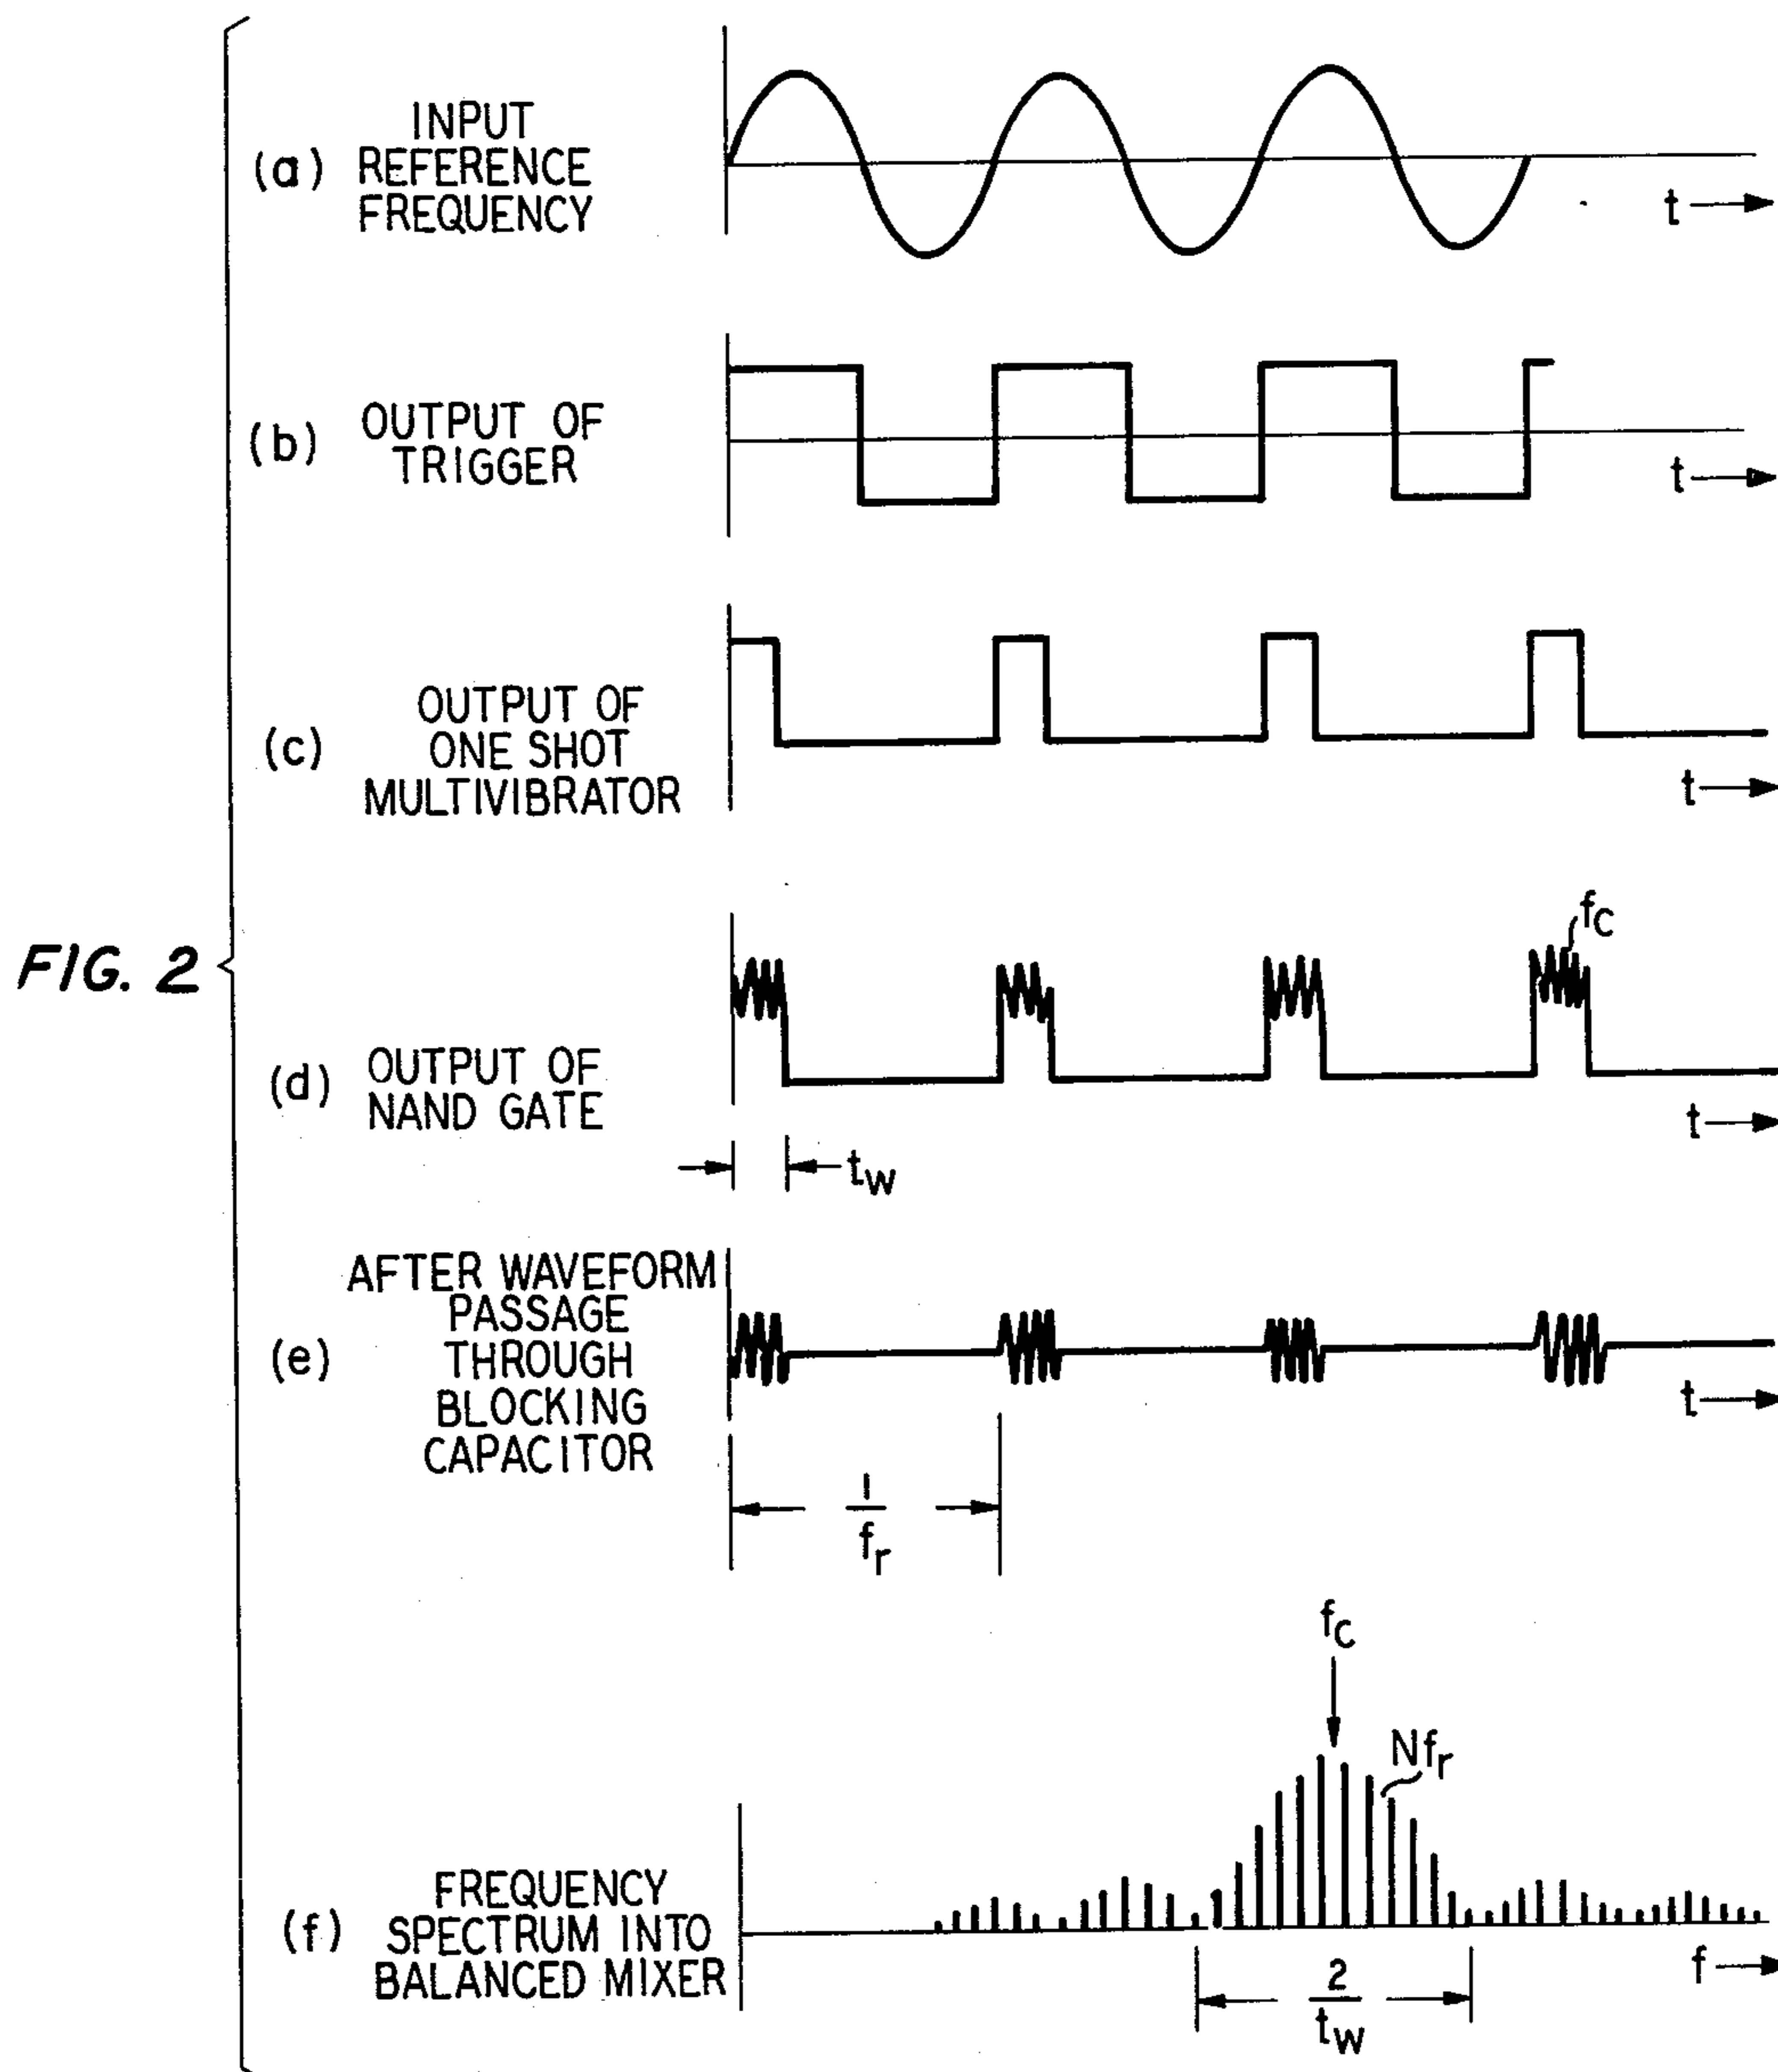 FIG. 2
(a) INPUT
REFERENCE
FREQUENCY
t
(b) OUTPUT OF
TRIGGER
t
(c) OUTPUT OF
ONE SHOT
MULTIVIBRATOR
t
fc
(d) OUTPUT OF
NAND GATE
t
tw
(e) AFTER WAVEFORM
PASSAGE
THROUGH
BLOCKING
CAPACITOR
t
1
fr
fc
Nfr
(f) FREQUENCY
SPECTRUM INTO
BALANCED MIXER
f
2
tw